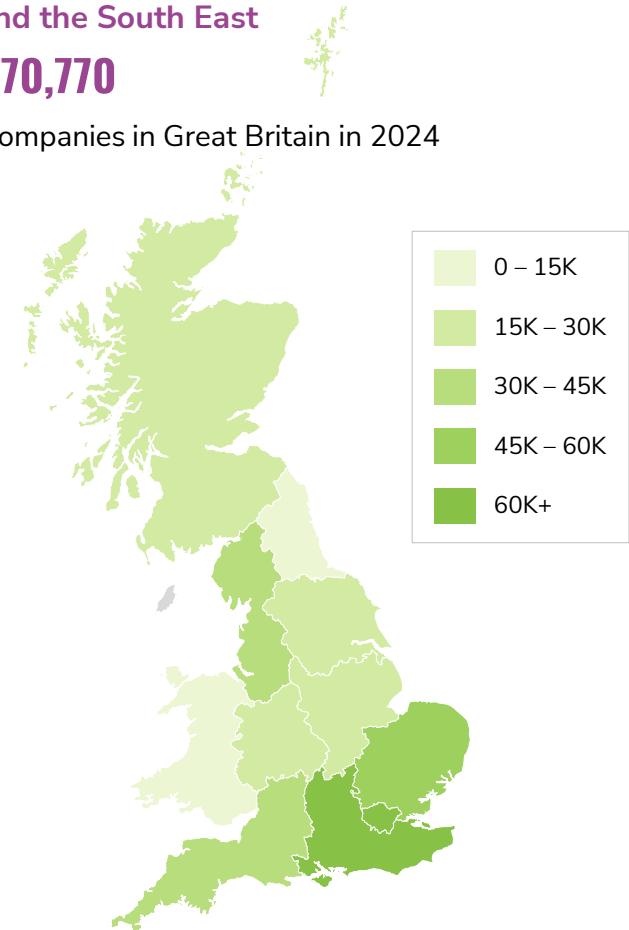 nd the South East
70,770
ompanies in Great Britain in 2024
0 – 15K
15K – 30K
30K – 45K
45K – 60K
60K+